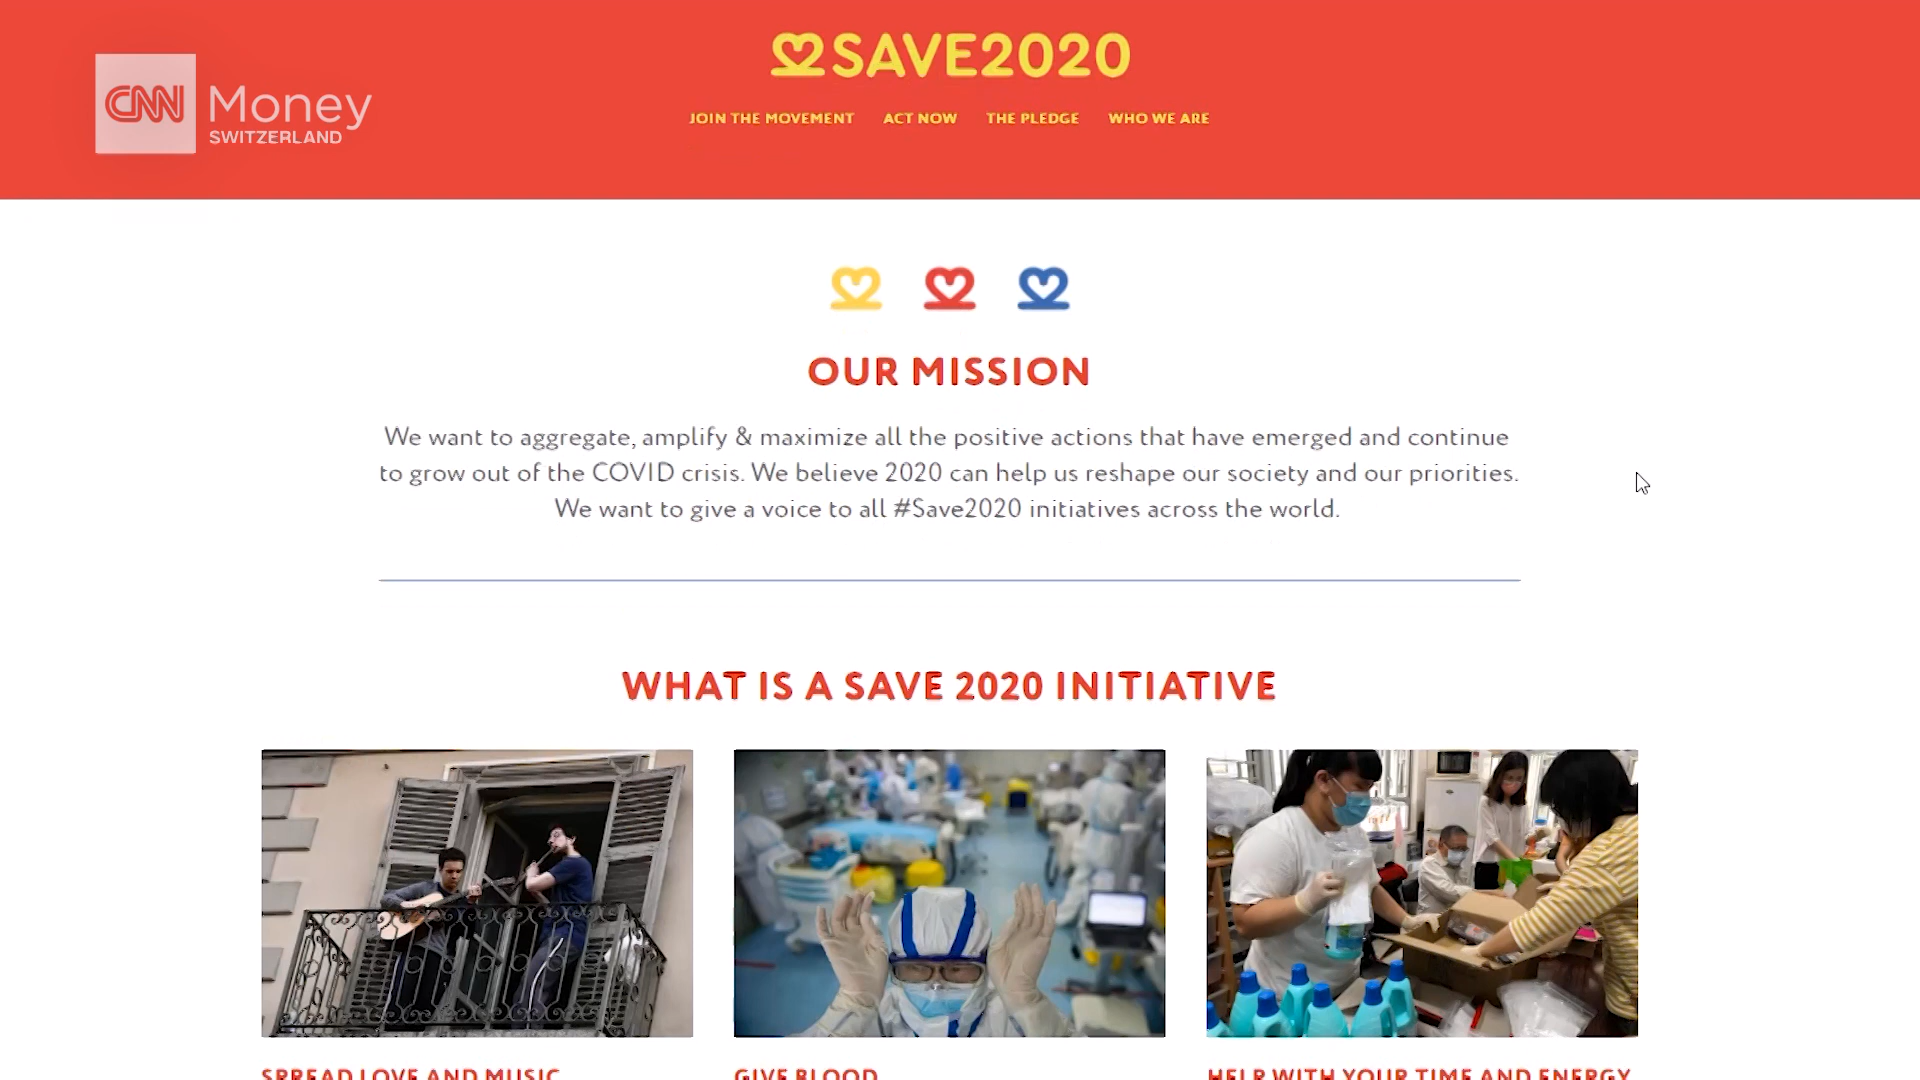 CNN Money
SWITZERLAND
SAVE2020
JOIN THE MOVEMENT ACT NOW THE PLEDGE WHO WE ARE
OUR MISSION
We want to aggregate, amplify & maximize all the positive actions that have emerged and continue
to grow out of the COVID crisis. We believe 2020 can help us reshape our society and our priorities.
We want to give a voice to all #Save2020 initiatives across the world.
WHAT IS A SAVE 2020 INITIATIVE
SPREAD LOVE AND MUSIC
GIVE BLOOD
HELP WITH YOUR TIME AND ENERGY